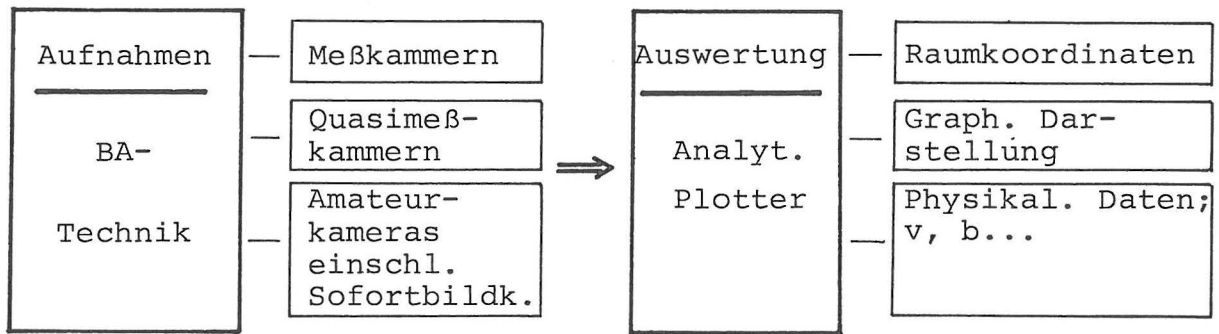 Aufnahmen
BA-
Technik
Meßkammern
Quasimeß-
kammern
Amateur-
kameras
einschl.
Sofortbildk.
Auswertung
Analyt.
Plotter
Raumkoordinaten
Graph. Dar-
stellung
Physikal. Daten;
v, b...